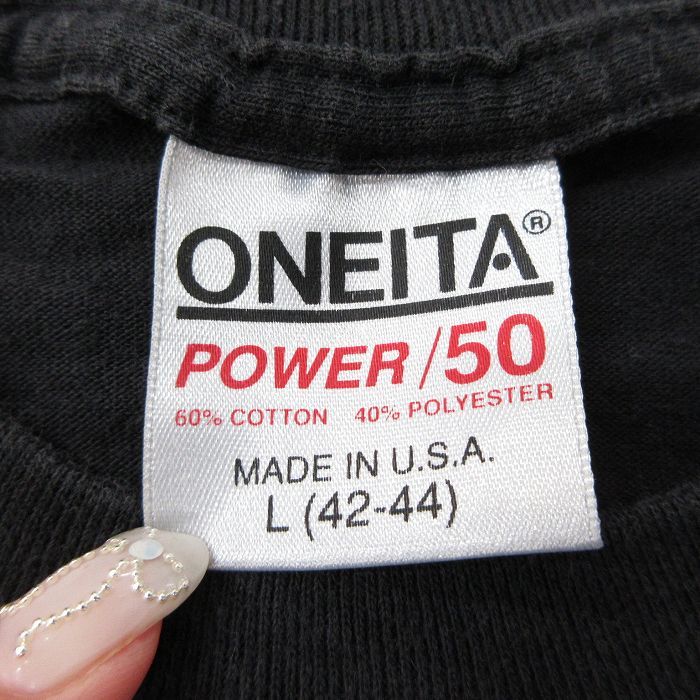 ONEITA®
POWER/50
60% COTTON 40% POLYESTER
MADE IN U.S.A.
L (42-44)